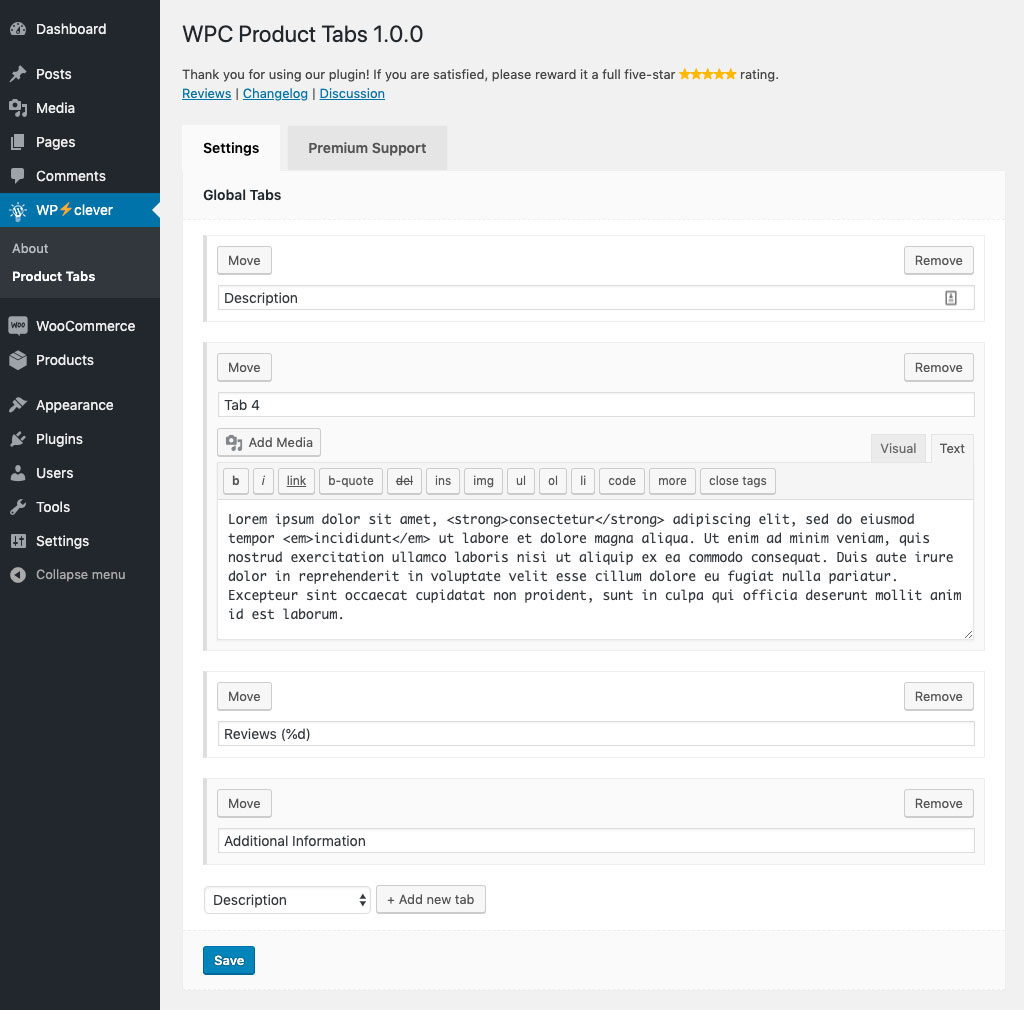 Dashboard
Posts
Media
Pages
Comments
WP⚡clever
About
Product Tabs
WooCommerce
Products
Appearance
Plugins
Users
Tools
Settings
Collapse menu
WPC Product Tabs 1.0.0
Thank you for using our plugin! If you are satisfied, please reward it a full five-star ★★★★★ rating.
Reviews | Changelog | Discussion
Settings Premium Support
Global Tabs
Move Remove
Description
Move Remove
Tab 4
Add Media Visual Text
b i link b-quote del ins img ul ol li code more close tags
Lorem ipsum dolor sit amet, <strong>consectetur</strong> adipiscing elit, sed do eiusmod
tempor <em>incididunt</em> ut labore et dolore magna aliqua. Ut enim ad minim veniam, quis
nostrud exercitation ullamco laboris nisi ut aliquip ex ea commodo consequat. Duis aute irure
dolor in reprehenderit in voluptate velit esse cillum dolore eu fugiat nulla pariatur.
Excepteur sint occaecat cupidatat non proident, sunt in culpa qui officia deserunt mollit anim
id est laborum.
Move Remove
Reviews (%d)
Move Remove
Additional Information
Description + Add new tab
Save